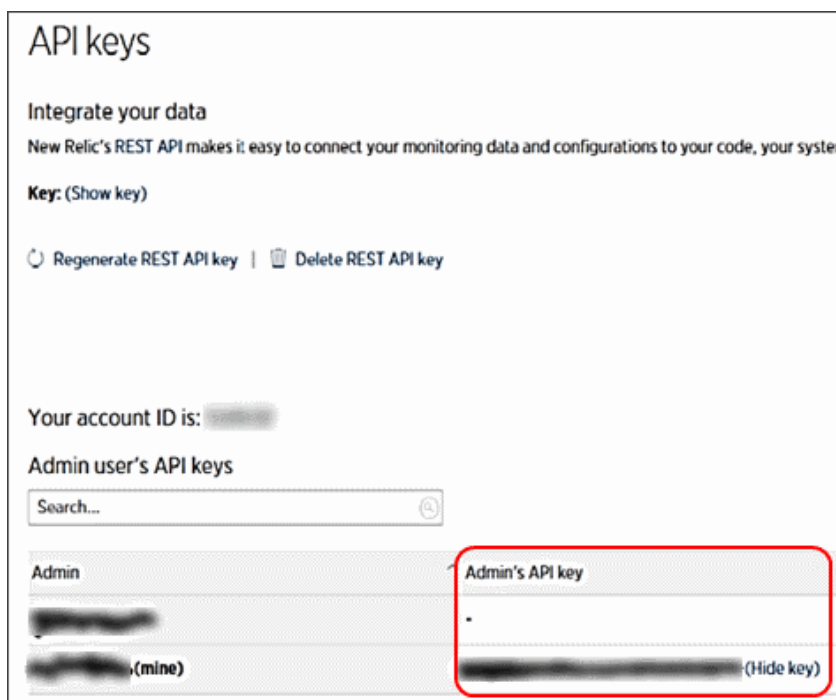 API keys
Integrate your data
New Relic's REST API makes it easy to connect your monitoring data and configurations to your code, your syste
Key: (Show key)
Regenerate REST API key | Delete REST API key
Your account ID is:
Admin user's API keys
Search...
Admin Admin's API key
-
(mine) (Hide key)